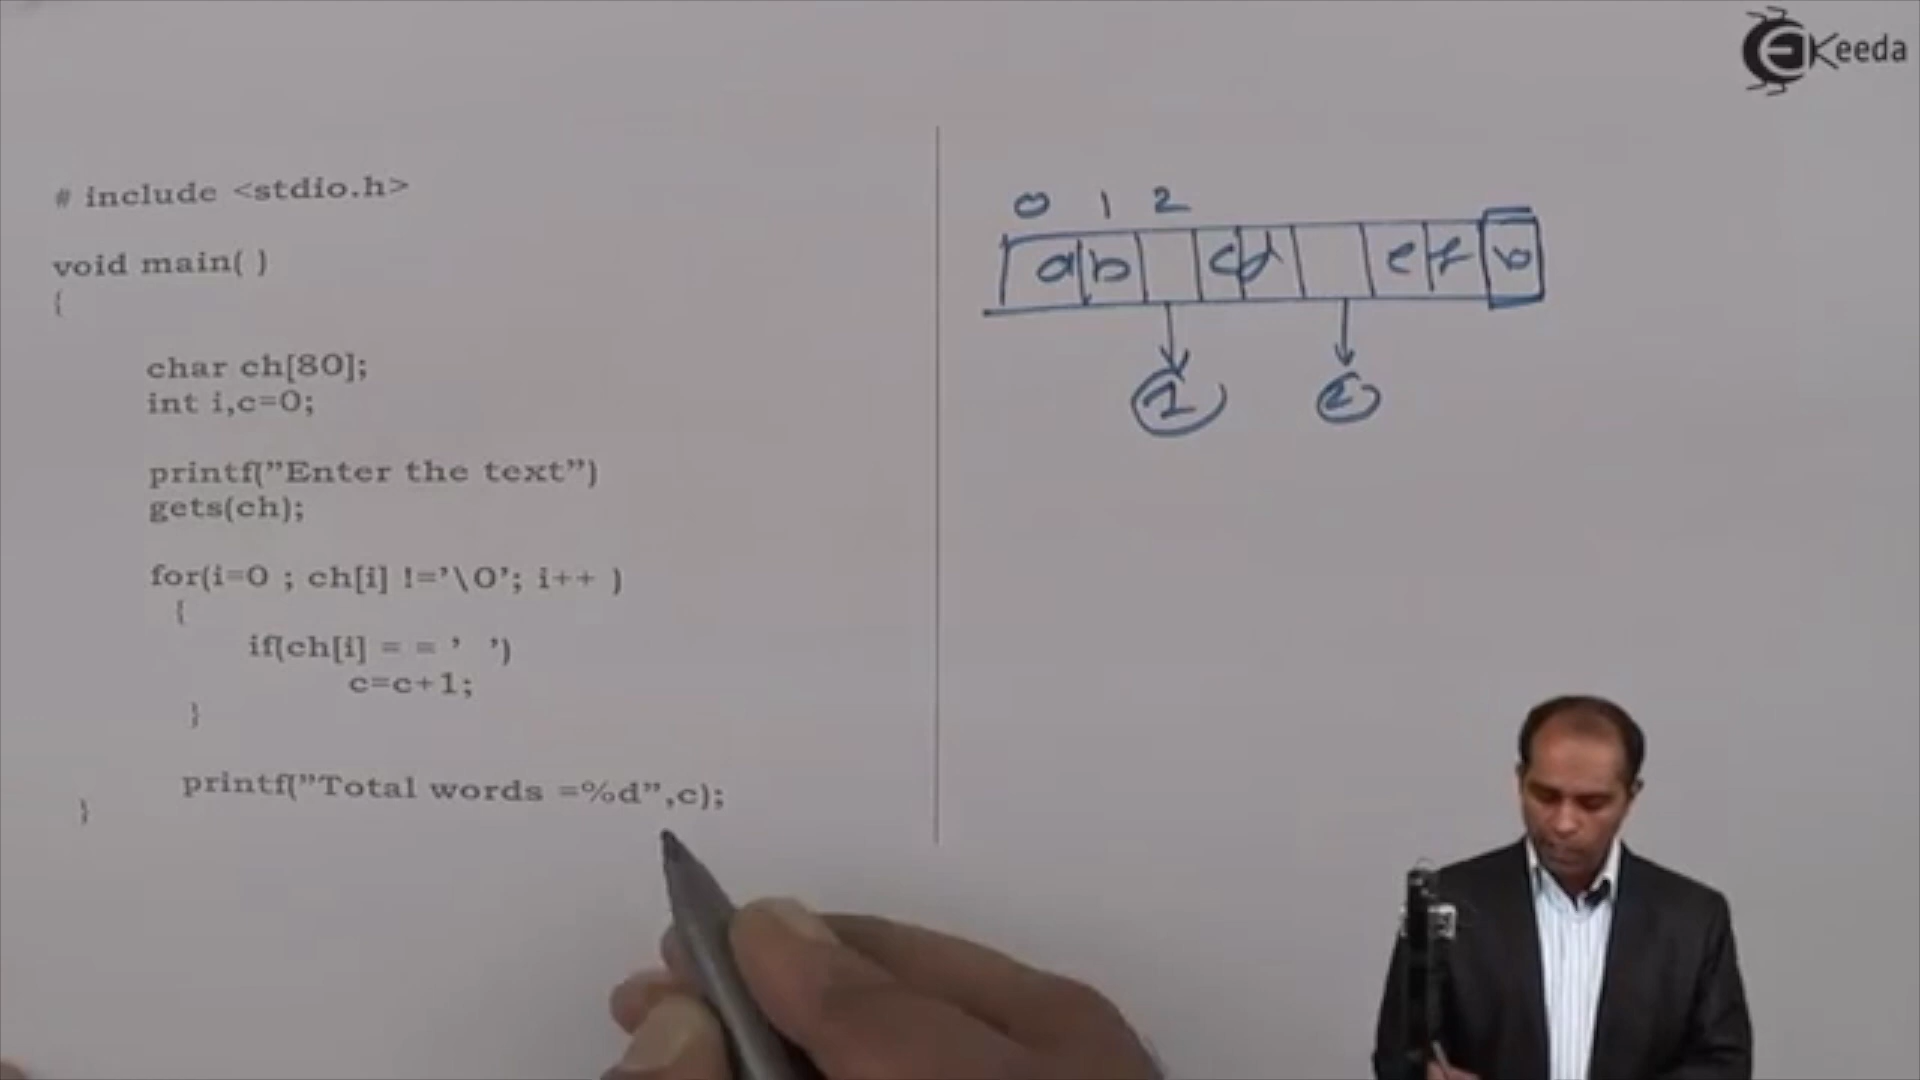 Keeda
# include <stdio.h>
void main( )
{
char ch[80];
int i,c=0;
printf(”Enter the text”)
gets(ch);
for(i=0 ; ch[i] !=’\0’; i++ )
{
if(ch[i] = = ’ ’)
c=c+1;
}
printf(”Total words =%d”,c);
}
0 1 2
a b c d e f \0
1 2